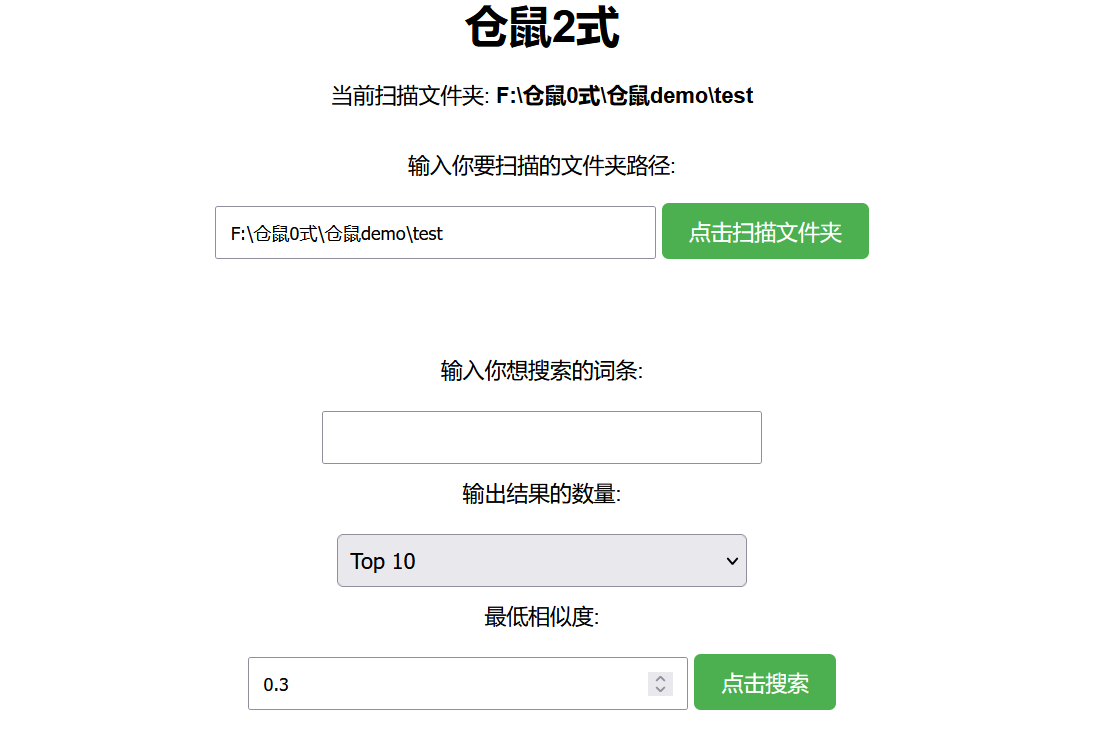 仓鼠2式
当前扫描文件夹: F:\仓鼠0式\仓鼠demo\test
输入你要扫描的文件夹路径:
F:\仓鼠0式\仓鼠demo\test 点击扫描文件夹
输入你想搜索的词条:
输出结果的数量:
Top 10
最低相似度:
0.3 点击搜索